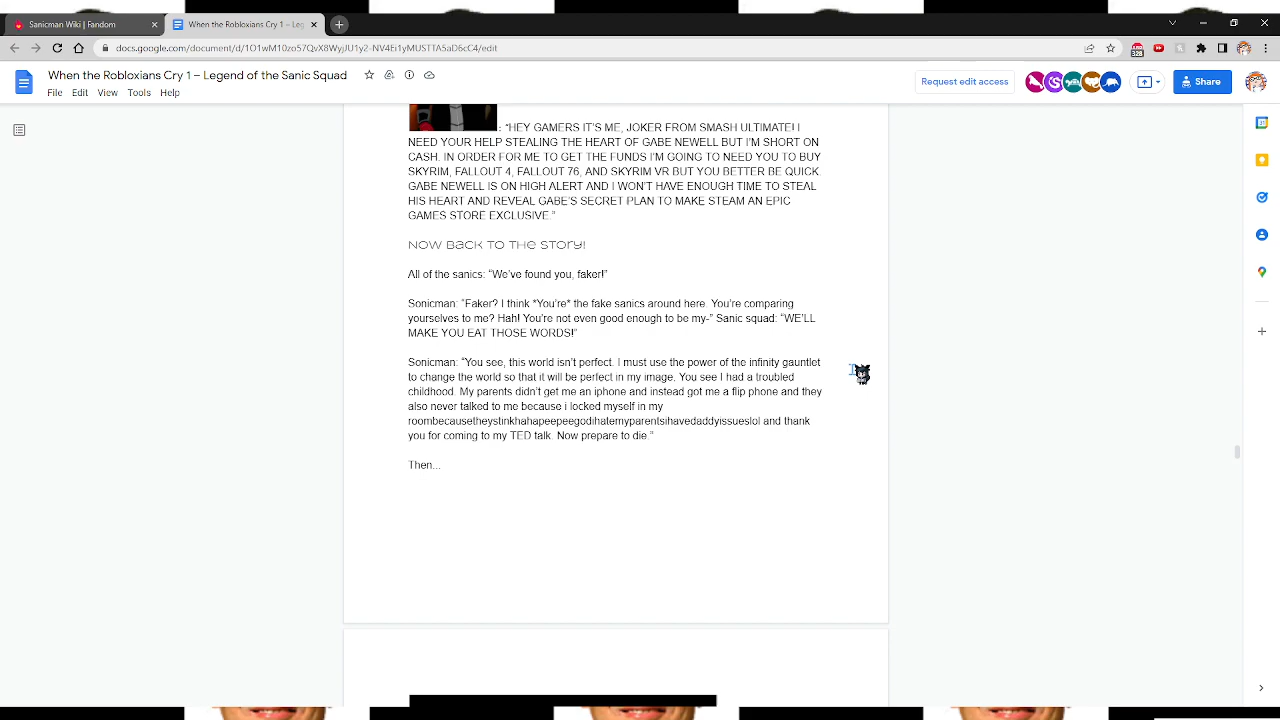 Sanicman Wiki | Fandom
When the Robloxians Cry 1 – Leg
docs.google.com/document/d/1O1wM10zo57QvX8WyjJU1y2-NV4Ei1yMUSTTA5aD6cC4/edit
When the Robloxians Cry 1 – Legend of the Sanic Squad
Request edit access
Share
File Edit View Tools Help
: “HEY GAMERS IT’S ME, JOKER FROM SMASH ULTIMATE! I
NEED YOUR HELP STEALING THE HEART OF GABE NEWELL BUT I’M SHORT ON
CASH. IN ORDER FOR ME TO GET THE FUNDS I’M GOING TO NEED YOU TO BUY
SKYRIM, FALLOUT 4, FALLOUT 76, AND SKYRIM VR BUT YOU BETTER BE QUICK.
GABE NEWELL IS ON HIGH ALERT AND I WON’T HAVE ENOUGH TIME TO STEAL
HIS HEART AND REVEAL GABE’S SECRET PLAN TO MAKE STEAM AN EPIC
GAMES STORE EXCLUSIVE.”
Now back to the story!
All of the sanics: “We’ve found you, faker!”
Sonicman: “Faker? I think *You’re* the fake sanics around here. You’re comparing
yourselves to me? Hah! You’re not even good enough to be my-” Sanic squad: “WE’LL
MAKE YOU EAT THOSE WORDS!”
Sonicman: “You see, this world isn’t perfect. I must use the power of the infinity gauntlet
to change the world so that it will be perfect in my image. You see I had a troubled
childhood. My parents didn’t get me an iphone and instead got me a flip phone and they
also never talked to me because i locked myself in my
roombecausetheystinkhahapeepeegodihatemyparentsihavedaddyissueslol and thank
you for coming to my TED talk. Now prepare to die.”
Then...